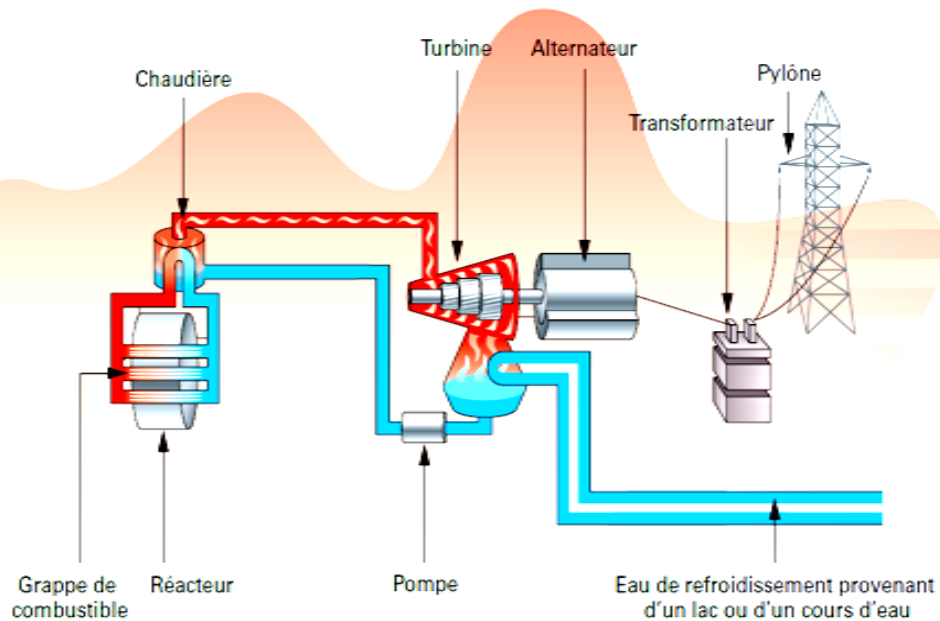 Turbine
Alternateur
Chaudière
Pylône
Transformateur
Grappe de
combustible
Réacteur
Pompe
Eau de refroidissement provenant
d'un lac ou d'un cours d'eau